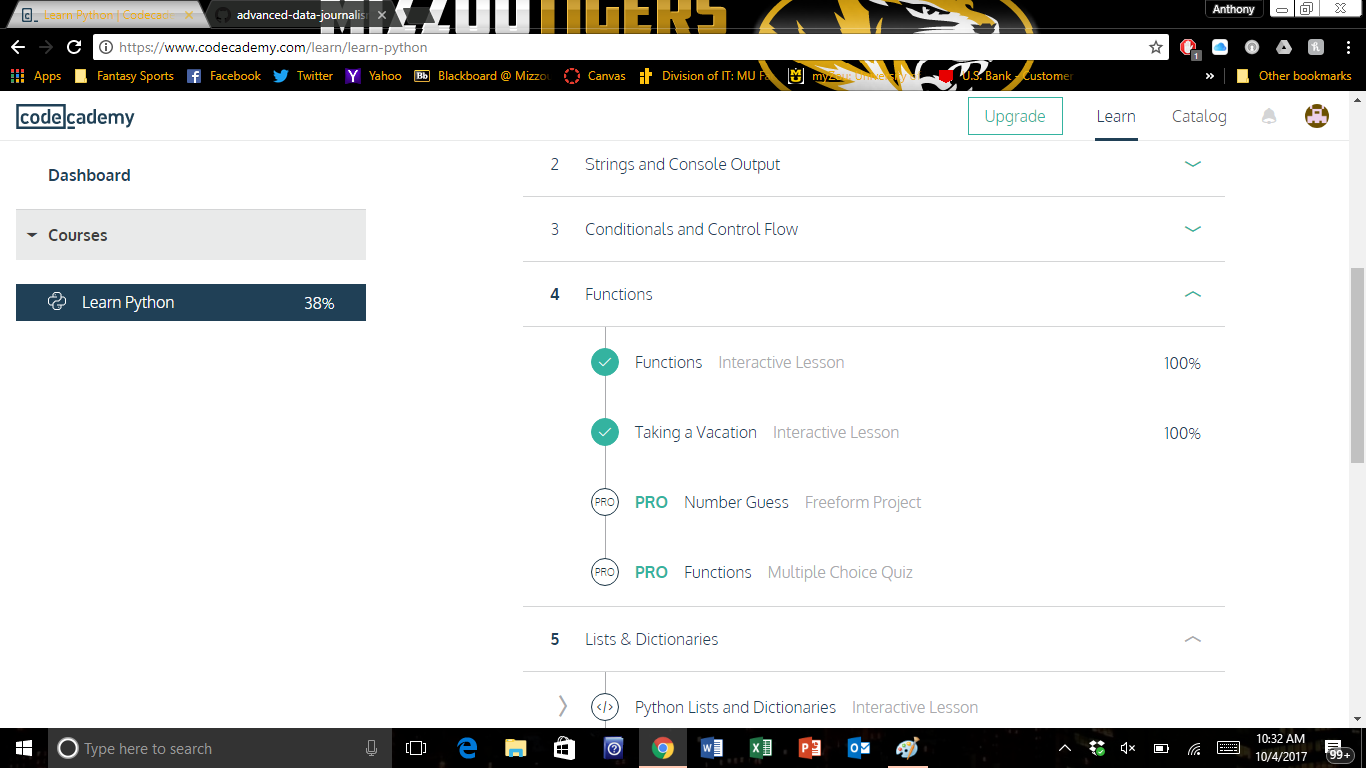 MIZZOU TIGERS
Learn Python | Codecade × advanced-data-journalis × Anthony
https://www.codecademy.com/learn/learn-python
1
Apps Fantasy Sports Facebook Twitter Yahoo Bb Blackboard @ Mizzou Canvas Division of IT: MU F myZou: University of U.S. Bank - Customer » Other bookmarks
codecademy Upgrade Learn Catalog
Dashboard
Courses
Learn Python 38%
2 Strings and Console Output
3 Conditionals and Control Flow
4 Functions
Functions Interactive Lesson 100%
Taking a Vacation Interactive Lesson 100%
PRO PRO Number Guess Freeform Project
PRO PRO Functions Multiple Choice Quiz
5 Lists & Dictionaries
</> Python Lists and Dictionaries Interactive Lesson
Type here to search
10:32 AM
10/4/2017
99+